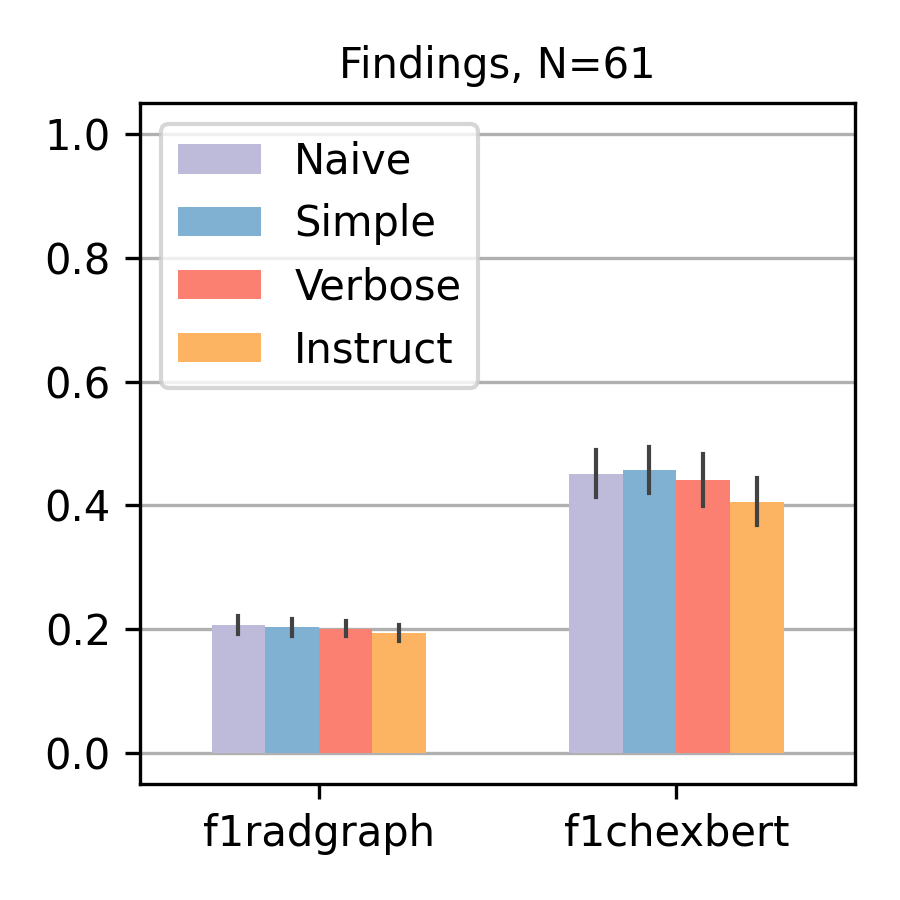 Findings, N=61
1.0
0.8
0.6
0.4
0.2
0.0
Naive
Simple
Verbose
Instruct
f1radgraph
f1chexbert